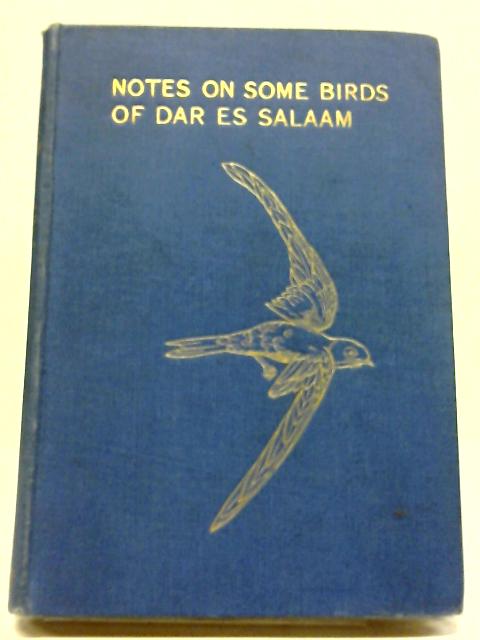 NOTES ON SOME BIRDS
OF DAR ES SALAAM